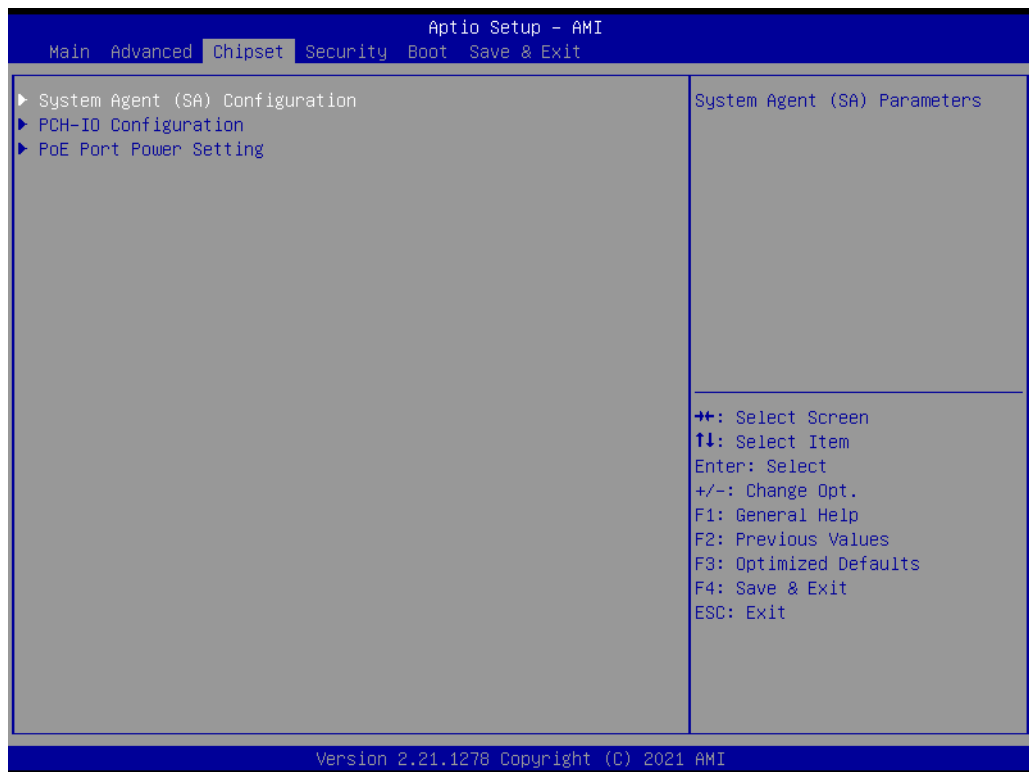 Aptio Setup – AMI
Main Advanced Chipset Security Boot Save & Exit
▶ System Agent (SA) Configuration
▶ PCH-IO Configuration
▶ PoE Port Power Setting
System Agent (SA) Parameters
→←: Select Screen
↑↓: Select Item
Enter: Select
+/-: Change Opt.
F1: General Help
F2: Previous Values
F3: Optimized Defaults
F4: Save & Exit
ESC: Exit
Version 2.21.1278 Copyright (C) 2021 AMI